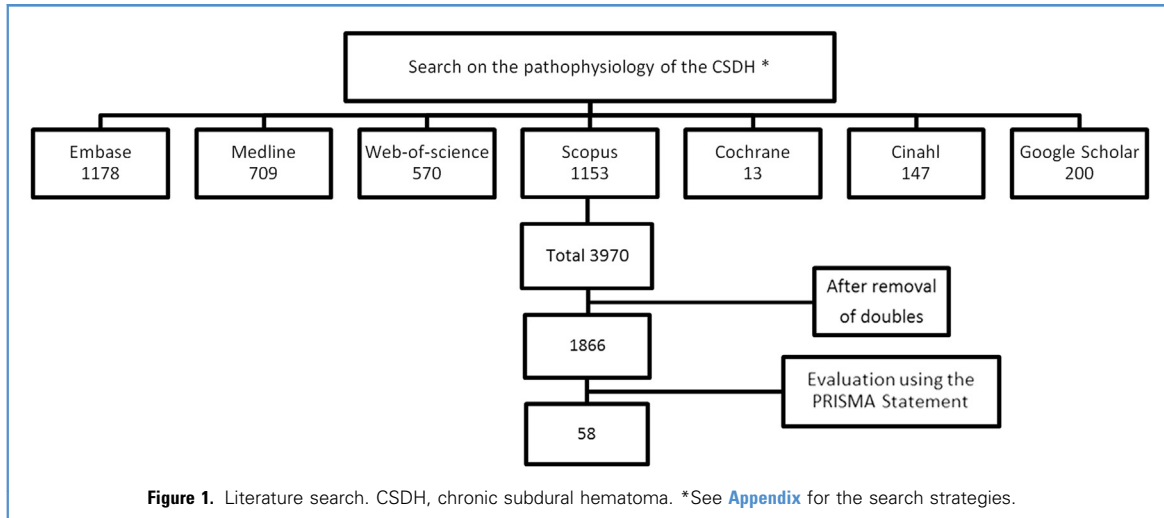 Search on the pathophysiology of the CSDH *
Embase
1178
Medline
709
Web-of-science
570
Scopus
1153
Cochrane
13
Cinahl
147
Google Scholar
200
Total 3970
After removal
of doubles
1866
Evaluation using the
PRISMA Statement
58
Figure 1. Literature search. CSDH, chronic subdural hematoma. *See Appendix for the search strategies.